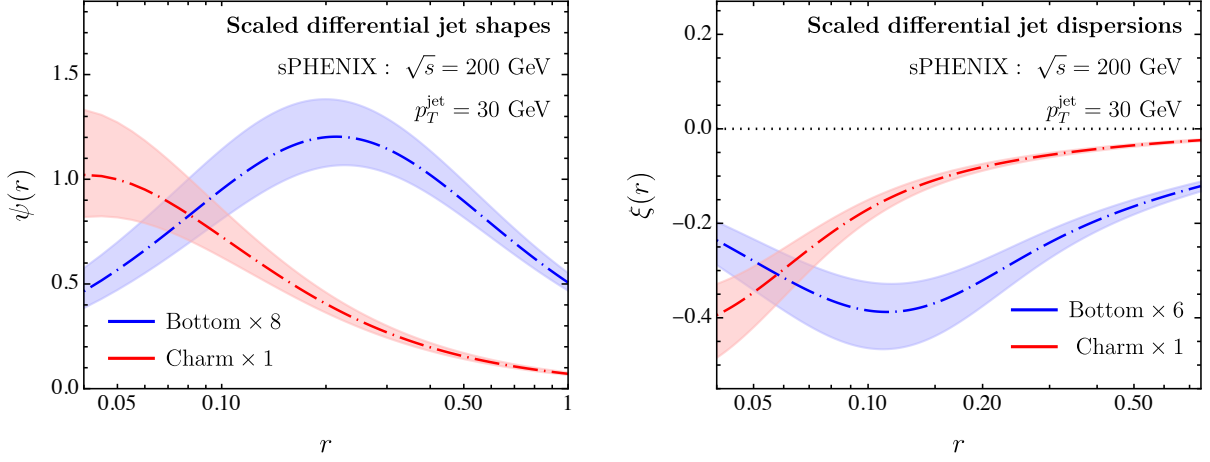 Scaled differential jet shapes
sPHENIX : √s = 200 GeV
p_T^jet = 30 GeV
ψ(r)
1.5
1.0
0.5
0.0
Bottom × 8
Charm × 1
0.05 0.10 0.50 1
r
Scaled differential jet dispersions
sPHENIX : √s = 200 GeV
p_T^jet = 30 GeV
ξ(r)
0.2
0.0
−0.2
−0.4
Bottom × 6
Charm × 1
0.05 0.10 0.20 0.50
r